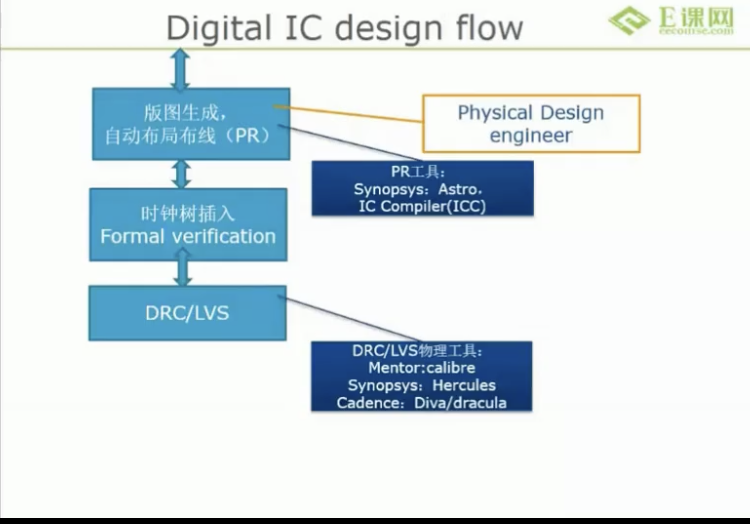 Digital IC design flow
E课网
eecourse.com
版图生成，
自动布局布线（PR）
Physical Design
engineer
PR工具：
Synopsys：Astro，
IC Compiler(ICC)
时钟树插入
Formal verification
DRC/LVS
DRC/LVS物理工具：
Mentor:calibre
Synopsys：Hercules
Cadence：Diva/dracula